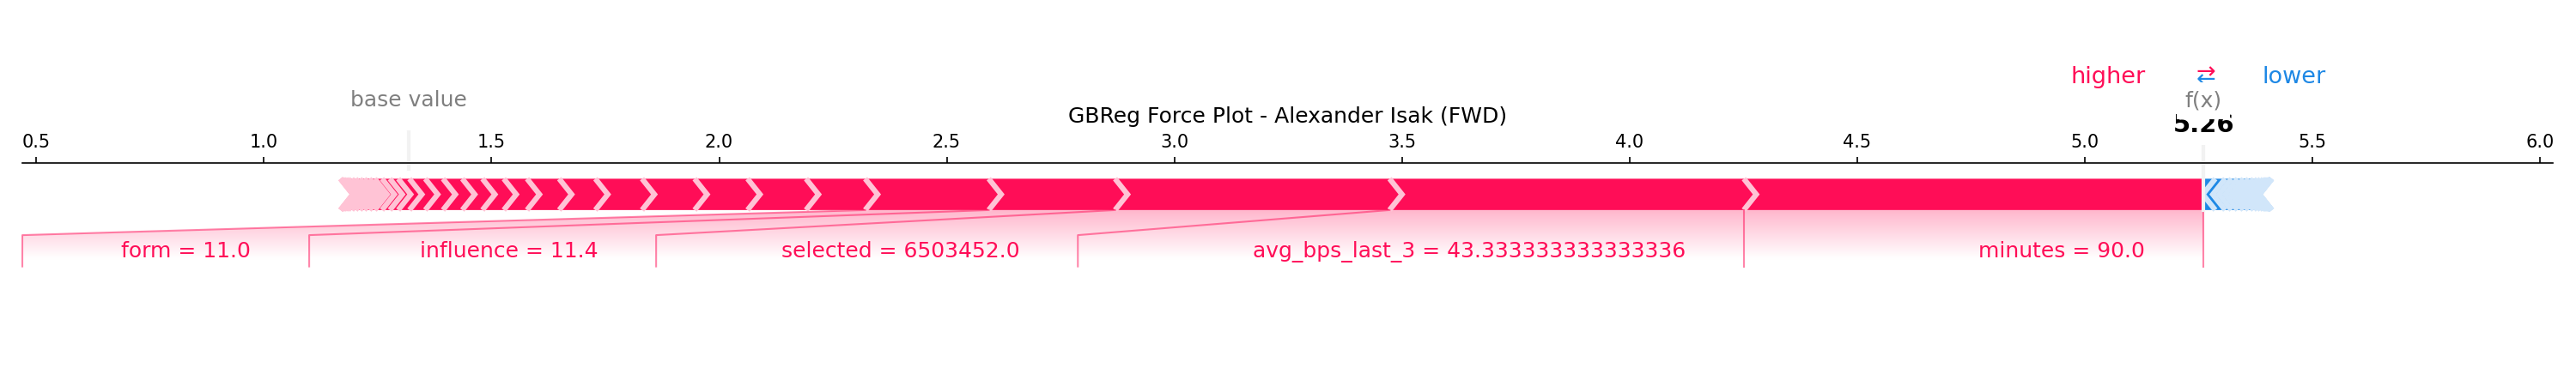 higher ⇄ lower
base value
f(x)
GBReg Force Plot - Alexander Isak (FWD)
5.26
0.5 1.0 1.5 2.0 2.5 3.0 3.5 4.0 4.5 5.0 5.5 6.0
form = 11.0 influence = 11.4 selected = 6503452.0 avg_bps_last_3 = 43.333333333333336 minutes = 90.0